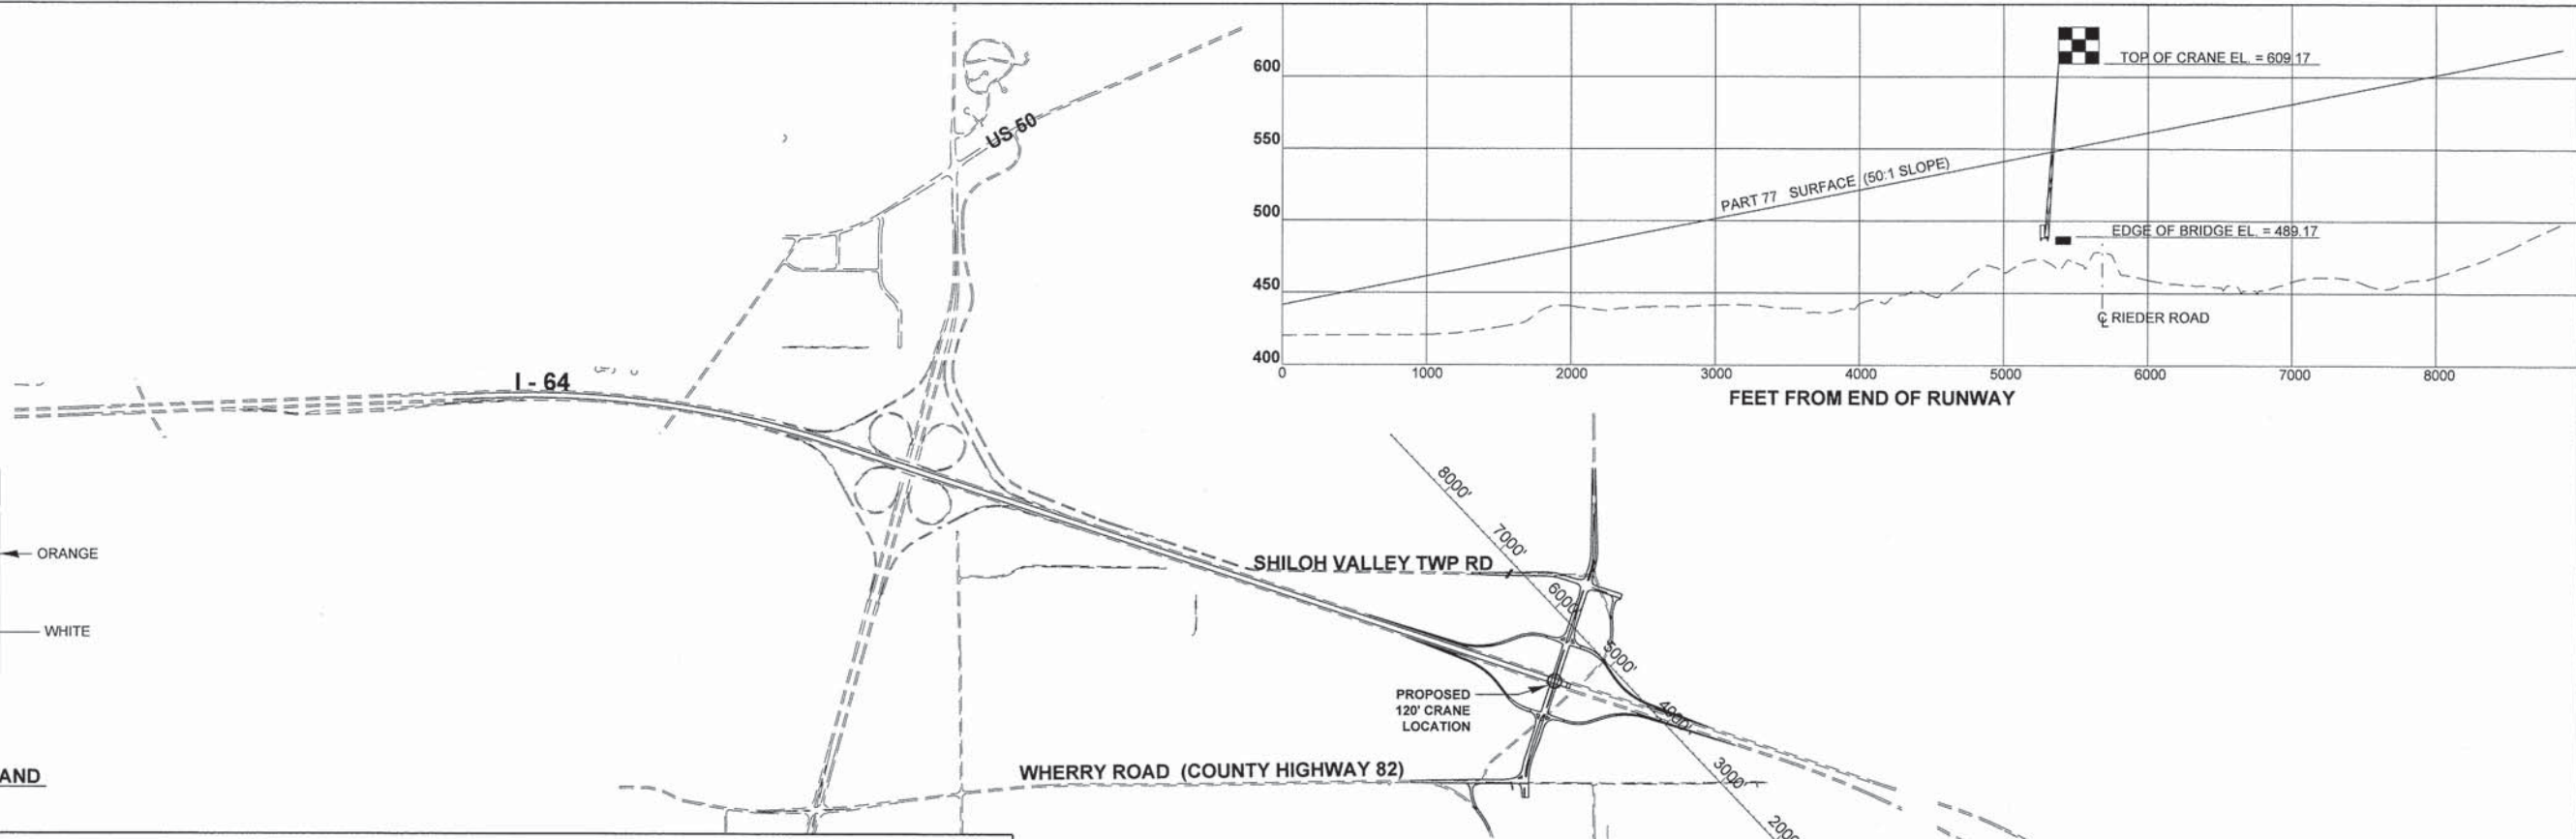 600
550
500
450
400
TOP OF CRANE EL. = 609.17
PART 77 SURFACE (50:1 SLOPE)
EDGE OF BRIDGE EL. = 489.17
℄ RIEDER ROAD
0 1000 2000 3000 4000 5000 6000 7000 8000
FEET FROM END OF RUNWAY
US 50
I - 64
ORANGE
WHITE
AND
SHILOH VALLEY TWP RD
8000'
7000'
6000'
5000'
4000'
3000'
2000
PROPOSED
120' CRANE
LOCATION
WHERRY ROAD (COUNTY HIGHWAY 82)